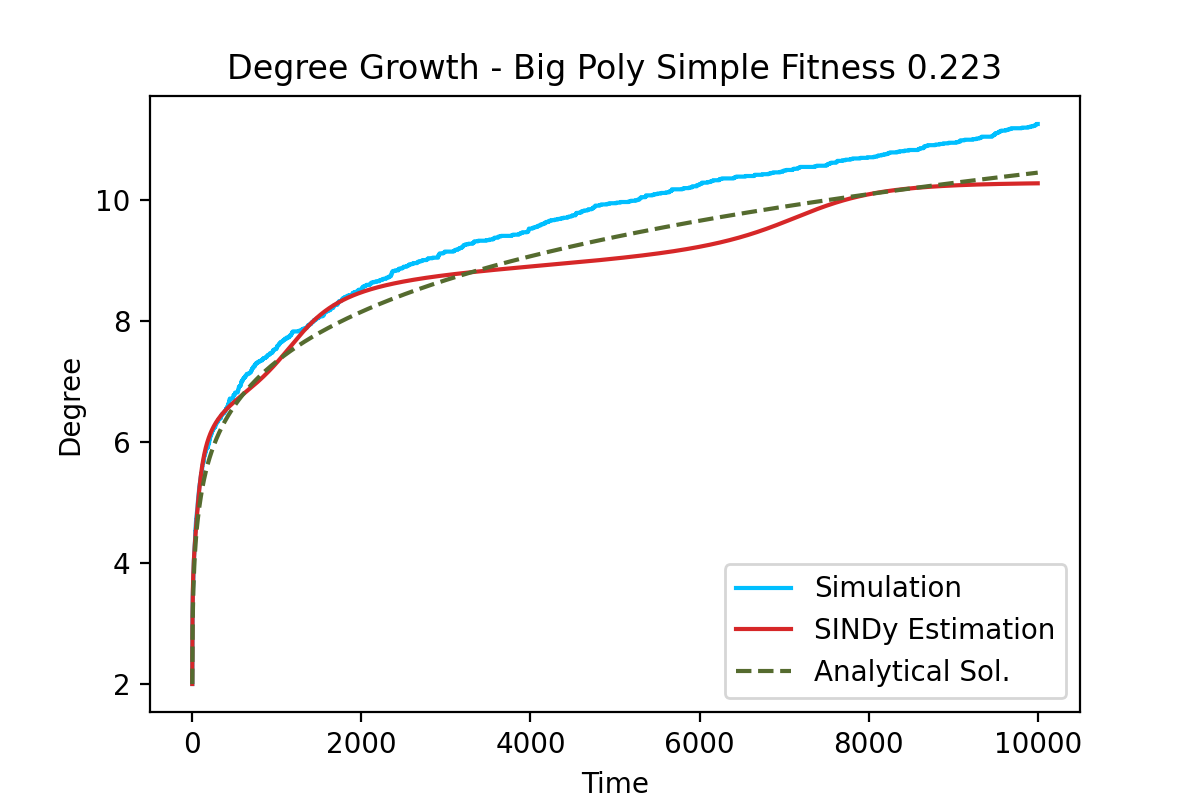 Degree Growth - Big Poly Simple Fitness 0.223
Degree
10
8
6
4
2
0 2000 4000 6000 8000 10000
Time
Simulation
SINDy Estimation
Analytical Sol.